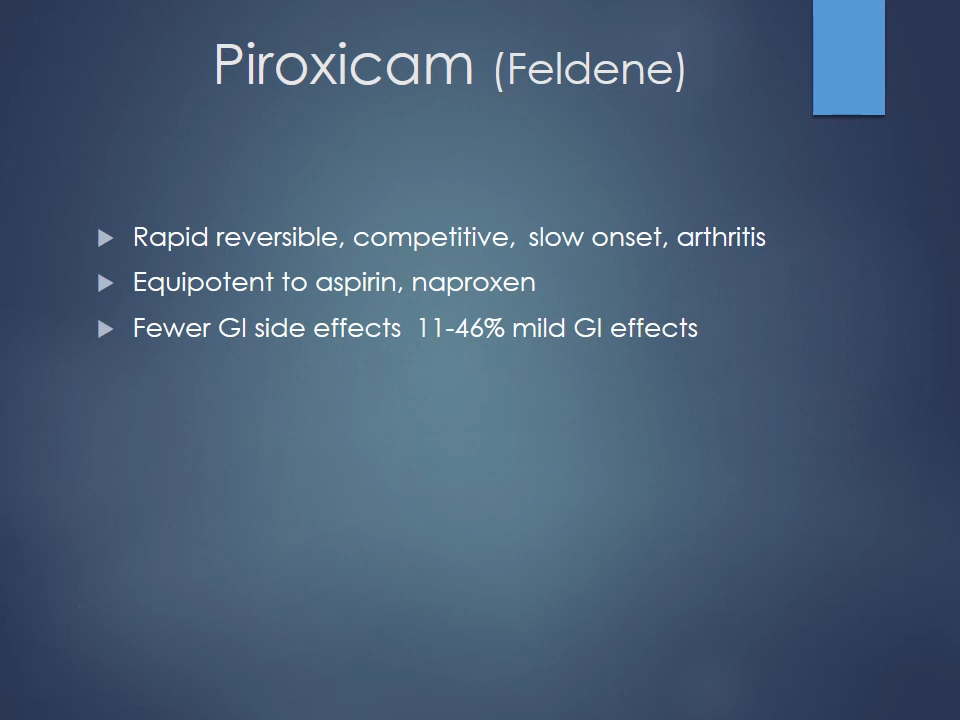 Piroxicam (Feldene)
Rapid reversible, competitive,  slow onset, arthritis
Equipotent to aspirin, naproxen
Fewer GI side effects  11-46% mild GI effects